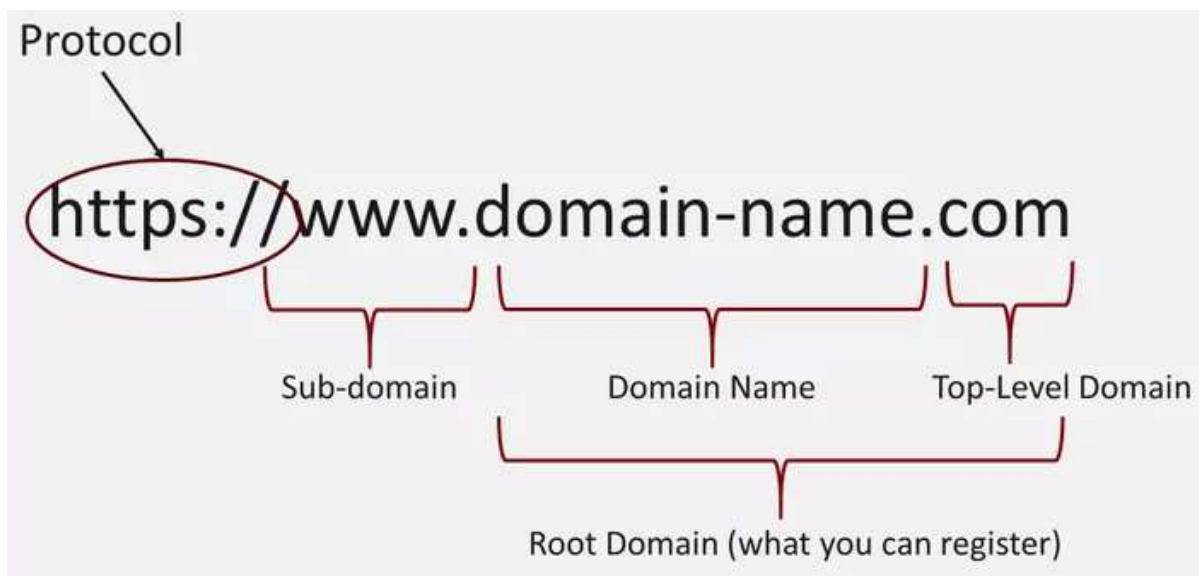 Protocol
https://www.domain-name.com
Sub-domain
Domain Name
Top-Level Domain
Root Domain (what you can register)